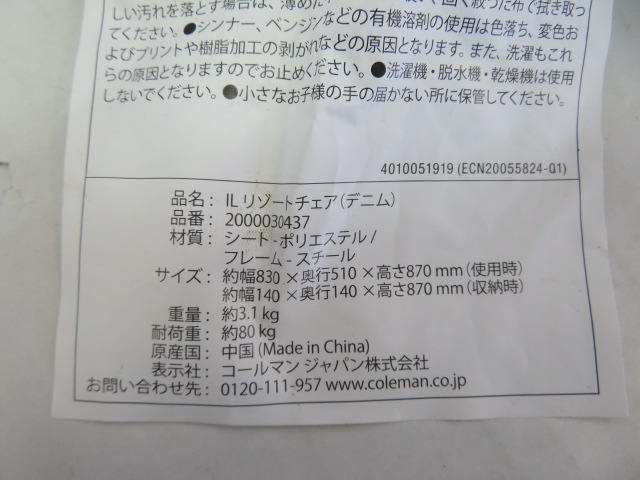 しい汚れを落とす場合は、薄めた
固く絞った布で拭き取っ
てください。●シンナー、ベンジンなどの有機溶剤の使用は色落ち、変色お
よびプリントや樹脂加工の剥がれなどの原因となります。また、洗濯もこれ
らの原因となりますのでお止めください。●洗濯機・脱水機・乾燥機は使用
しないでください。●小さなお子様の手の届かない所に保管してください。
4010051919 (ECN20055824-Q1)
品名: IL リゾートチェア(デニム)
品番: 2000030437
材質: シート - ポリエステル /
フレーム - スチール
サイズ: 約幅830 × 奥行510 × 高さ870 mm (使用時)
約幅140 × 奥行140 × 高さ870 mm (収納時)
重量: 約3.1 kg
耐荷重: 約80 kg
原産国: 中国 (Made in China)
表示社: コールマン ジャパン株式会社
お問い合わせ先: 0120-111-957 www.coleman.co.jp